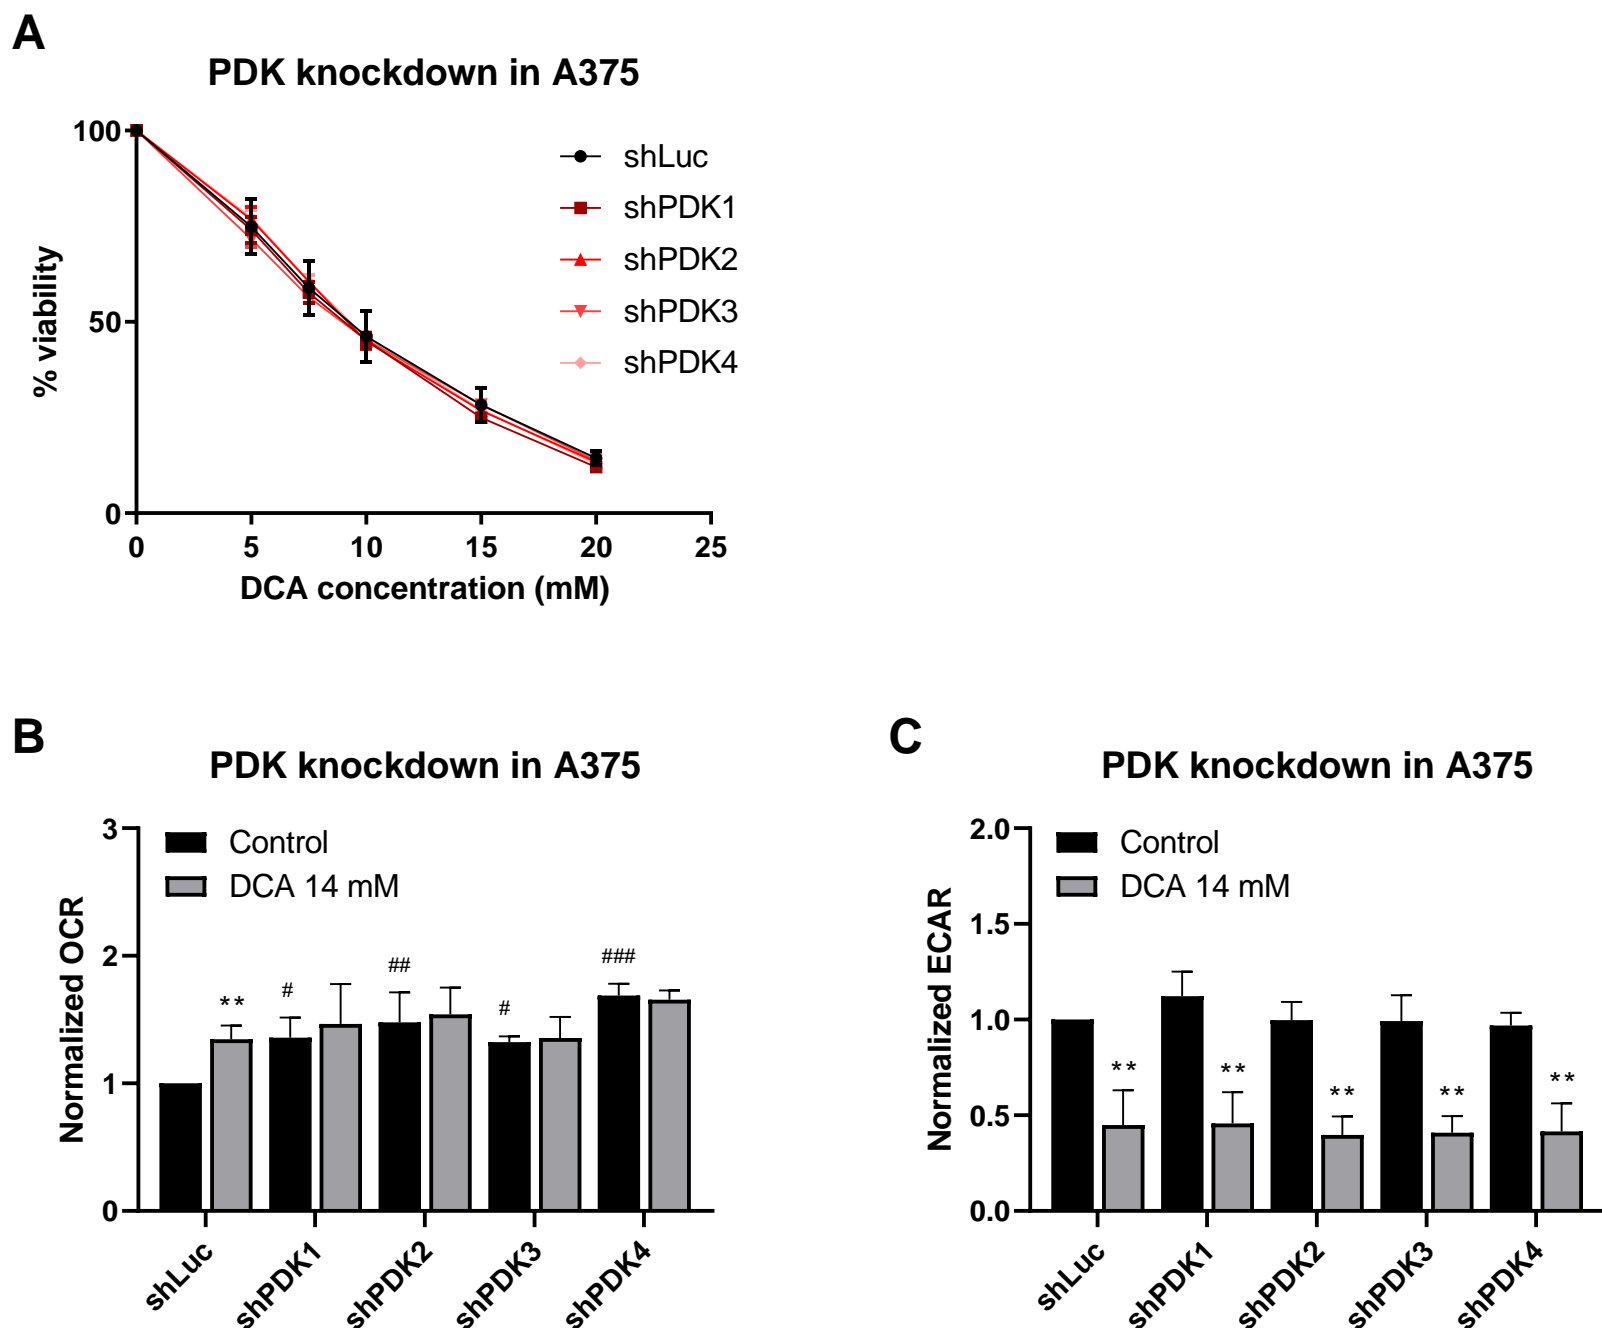 A
PDK knockdown in A375
100
50
0
% viability
0 5 10 15 20 25
DCA concentration (mM)
shLuc
shPDK1
shPDK2
shPDK3
shPDK4
B
PDK knockdown in A375
Control
DCA 14 mM
3
2
1
0
Normalized OCR
** # ## # ###
shLuc shPDK1 shPDK2 shPDK3 shPDK4
C
PDK knockdown in A375
Control
DCA 14 mM
2.0
1.5
1.0
0.5
0.0
Normalized ECAR
** ** ** ** **
shLuc shPDK1 shPDK2 shPDK3 shPDK4